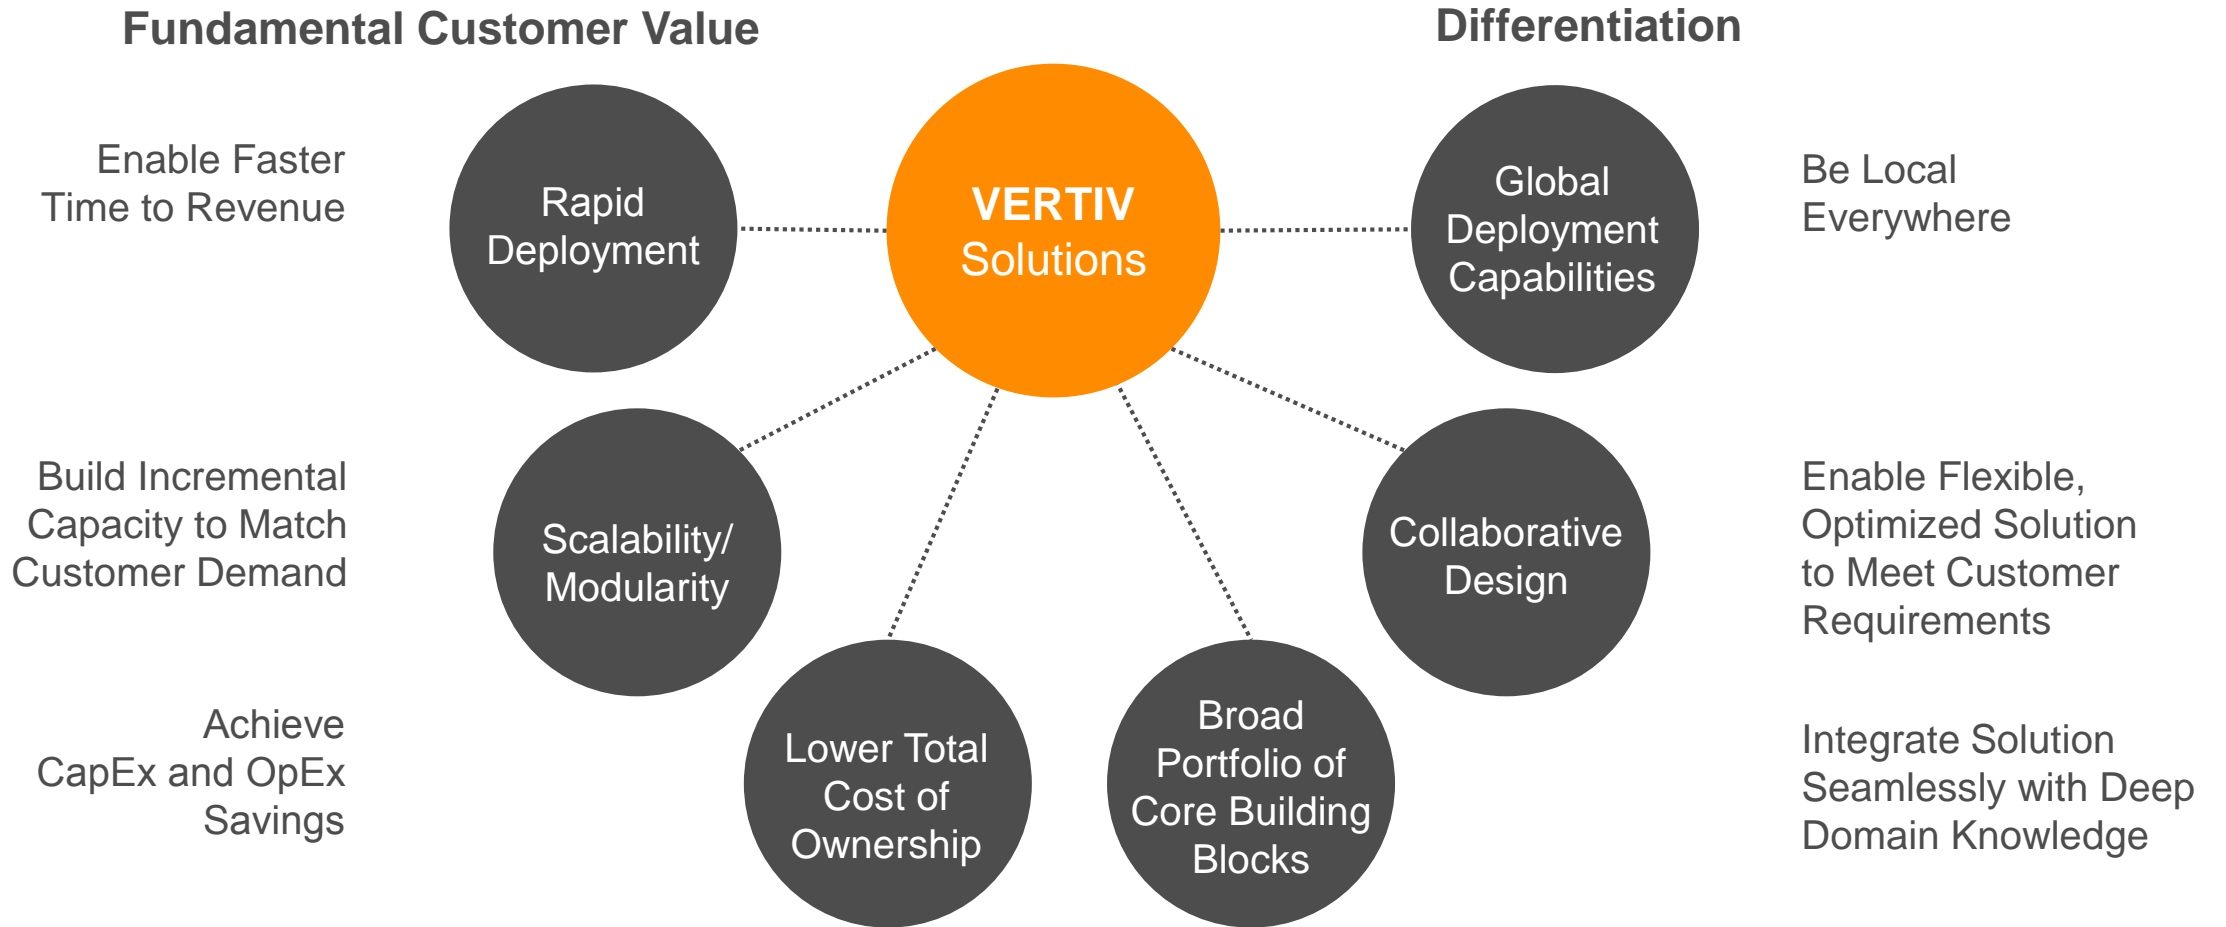 Fundamental Customer Value
Differentiation
Enable Faster
Time to Revenue
Rapid
Deployment
VERTIV
Solutions
Global
Deployment
Capabilities
Be Local
Everywhere
Build Incremental
Capacity to Match
Customer Demand
Scalability/
Modularity
Collaborative
Design
Enable Flexible,
Optimized Solution
to Meet Customer
Requirements
Achieve
CapEx and OpEx
Savings
Lower Total
Cost of
Ownership
Broad
Portfolio of
Core Building
Blocks
Integrate Solution
Seamlessly with Deep
Domain Knowledge